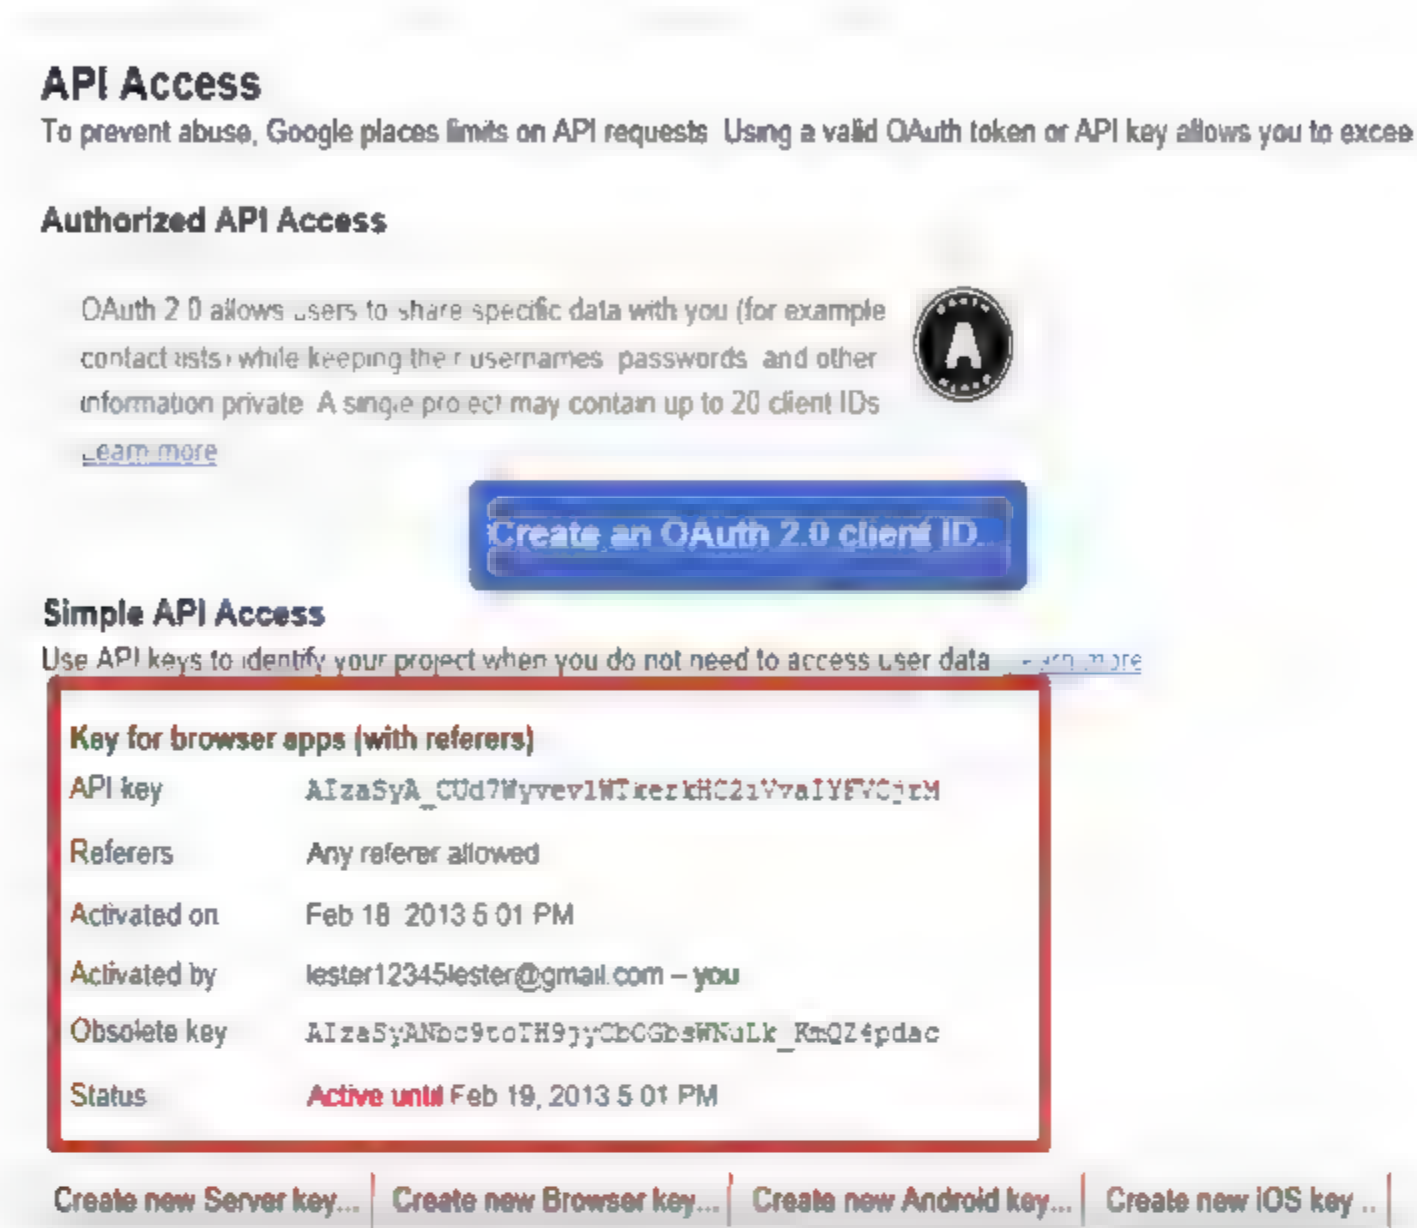 API Access
To prevent abuse, Google places limits on API requests Using a valid OAuth token or API key allows you to excee
Authorized API Access
OAuth 2 0 allows users to share specific data with you (for example
contact lists) while keeping their usernames passwords and other
information private A single project may contain up to 20 client IDs
Learn more
Create an OAuth 2.0 client ID...
Simple API Access
Use API keys to identify your project when you do not need to access user data Learn more
Key for browser apps (with referers)
API key
Referers Any referer allowed
Activated on Feb 18 2013 5 01 PM
Activated by lester12345lester@gmail.com – you
Obsolete key
Status Active until Feb 19, 2013 5 01 PM
Create new Server key... Create new Browser key... Create new Android key... Create new iOS key ..